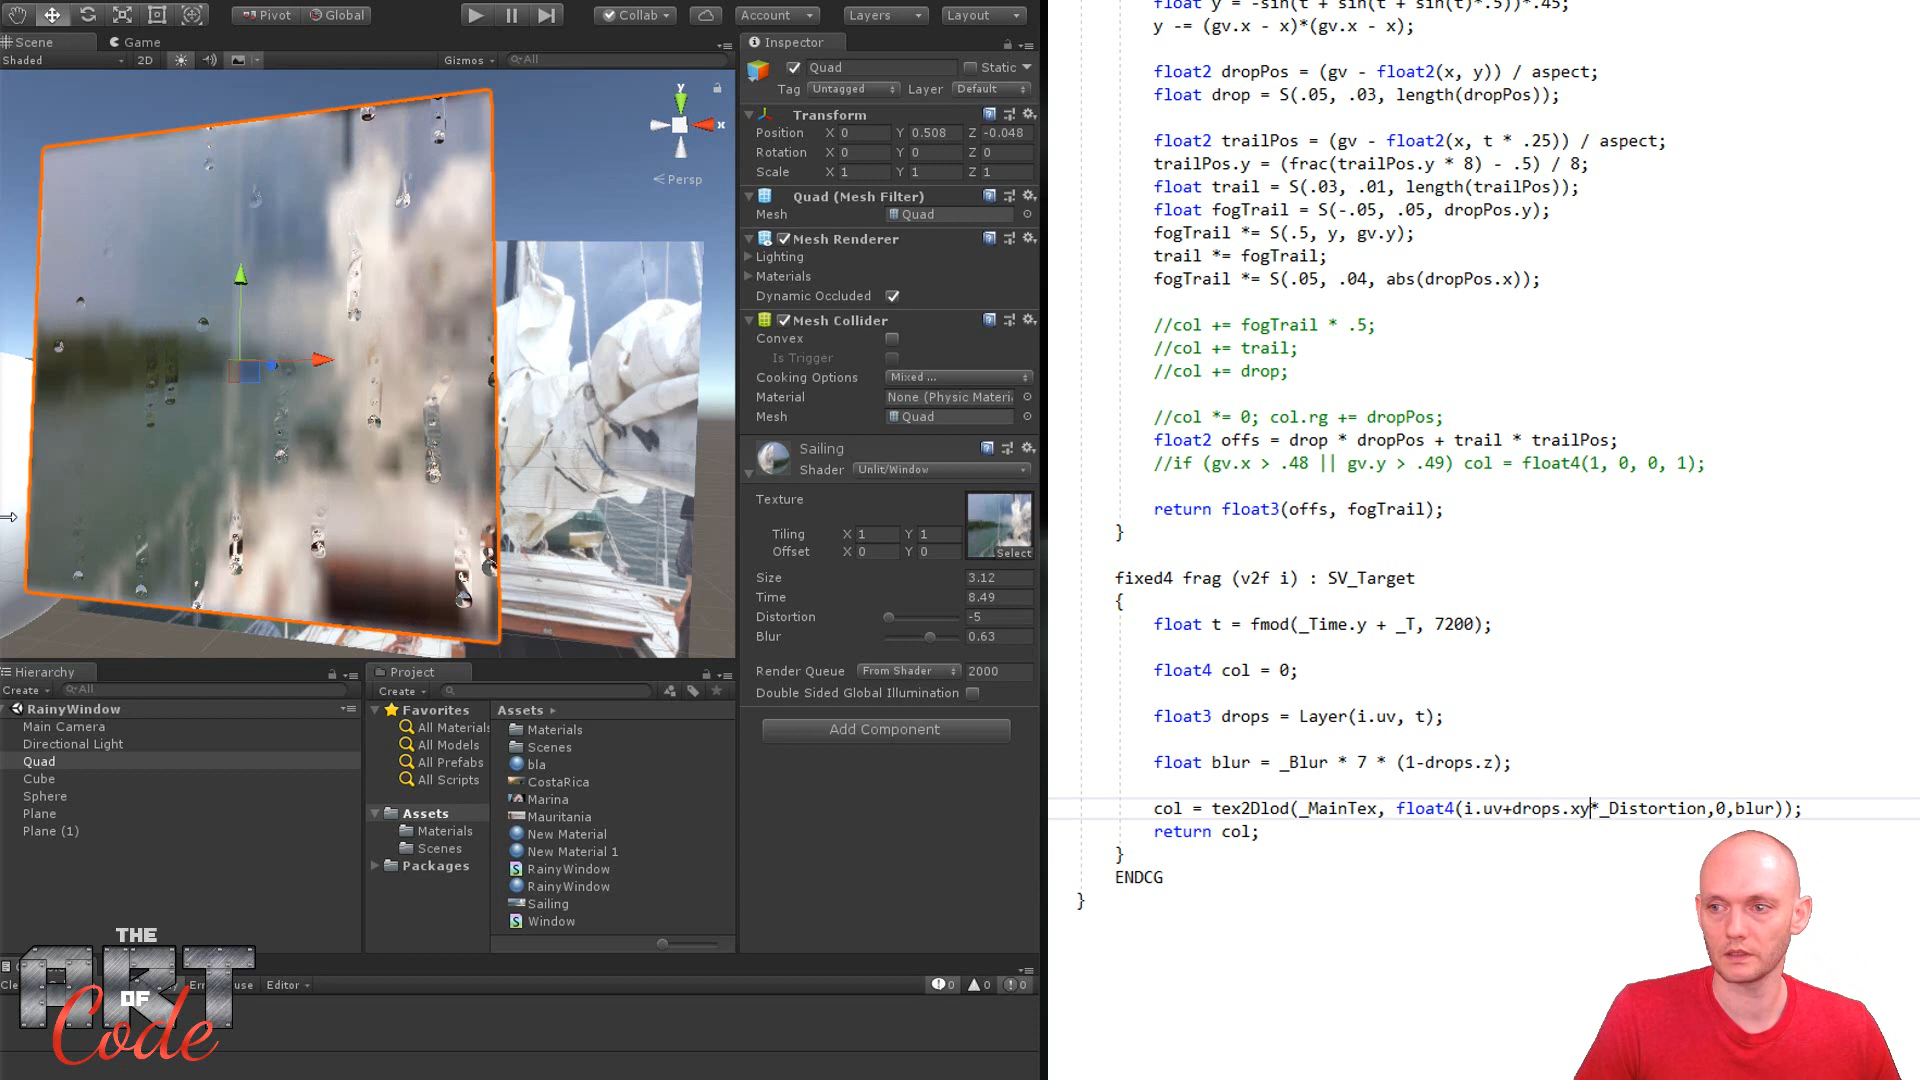 Pivot Global
Collab
Account
Layers
Layout
Scene Game
Shaded 2D Gizmos All
y
x
Persp
Inspector
Quad Static
Tag Untagged Layer Default
Transform
Position X 0 Y 0.508 Z -0.048
Rotation X 0 Y 0 Z 0
Scale X 1 Y 1 Z 1
Quad (Mesh Filter)
Mesh Quad
Mesh Renderer
Lighting
Materials
Dynamic Occluded
Mesh Collider
Convex
Is Trigger
Cooking Options Mixed ...
Material None (Physic Materi
Mesh Quad
Sailing
Shader Unlit/Window
Texture
Tiling X 1 Y 1
Offset X 0 Y 0
Select
Size 3.12
Time 8.49
Distortion -5
Blur 0.63
Render Queue From Shader 2000
Double Sided Global Illumination
Add Component
Hierarchy
Create All
RainyWindow
Main Camera
Directional Light
Quad
Cube
Sphere
Plane
Plane (1)
Project
Create
Favorites
All Materials
All Models
All Prefabs
All Scripts
Assets
Materials
Scenes
Packages
Assets
Materials
Scenes
bla
CostaRica
Marina
Mauritania
New Material
New Material 1
RainyWindow
RainyWindow
Sailing
Window
Editor
0 0 0
THE
ART
OF
Code
float y = -sin(t + sin(t + sin(t)*.5))*.45;
y -= (gv.x - x)*(gv.x - x);
float2 dropPos = (gv - float2(x, y)) / aspect;
float drop = S(.05, .03, length(dropPos));
float2 trailPos = (gv - float2(x, t * .25)) / aspect;
trailPos.y = (frac(trailPos.y * 8) - .5) / 8;
float trail = S(.03, .01, length(trailPos));
float fogTrail = S(-.05, .05, dropPos.y);
fogTrail *= S(.5, y, gv.y);
trail *= fogTrail;
fogTrail *= S(.05, .04, abs(dropPos.x));
//col += fogTrail * .5;
//col += trail;
//col += drop;
//col *= 0; col.rg += dropPos;
float2 offs = drop * dropPos + trail * trailPos;
//if (gv.x > .48 || gv.y > .49) col = float4(1, 0, 0, 1);
return float3(offs, fogTrail);
}
fixed4 frag (v2f i) : SV_Target
{
float t = fmod(_Time.y + _T, 7200);
float4 col = 0;
float3 drops = Layer(i.uv, t);
float blur = _Blur * 7 * (1-drops.z);
col = tex2Dlod(_MainTex, float4(i.uv+drops.xy*_Distortion,0,blur));
return col;
}
ENDCG
}